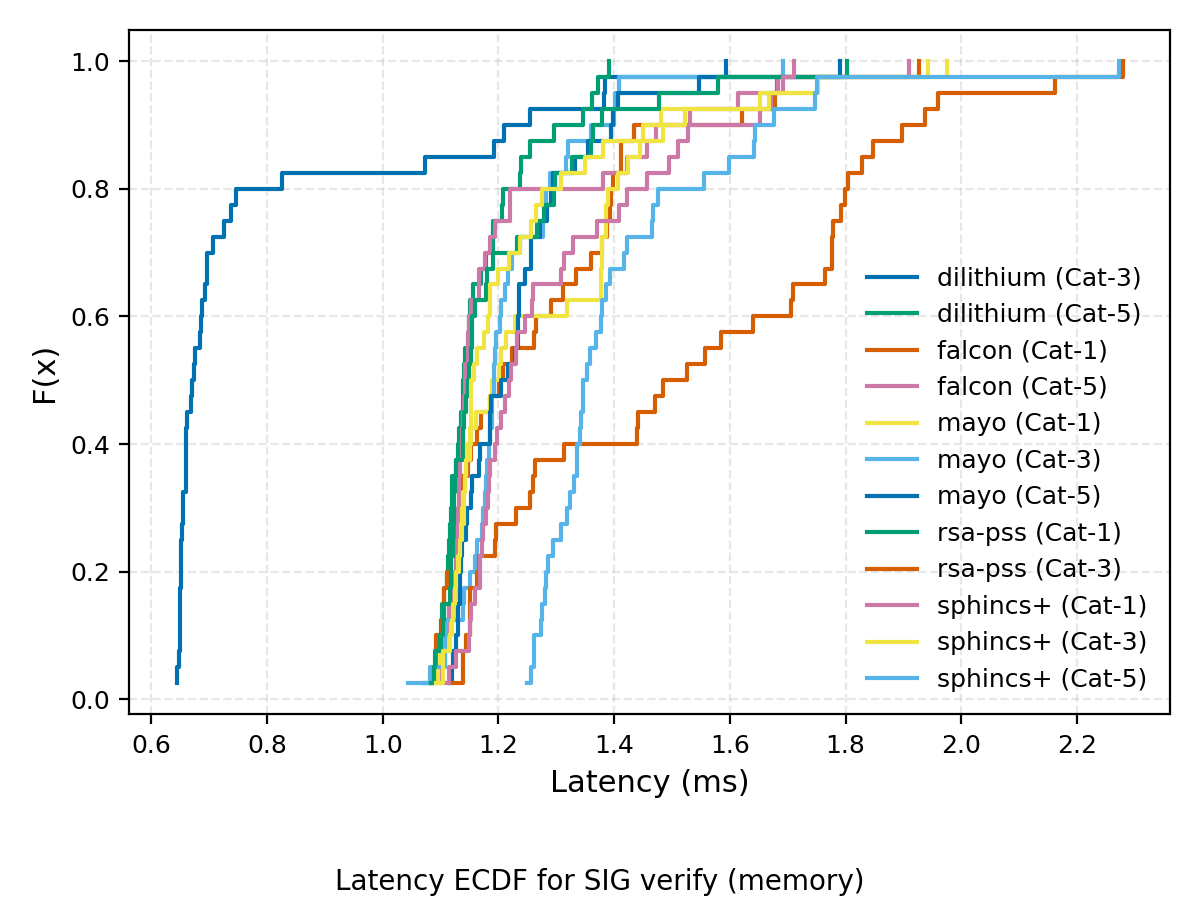 1.0
0.8
0.6
0.4
0.2
0.0
F(x)
dilithium (Cat-3)
dilithium (Cat-5)
falcon (Cat-1)
falcon (Cat-5)
mayo (Cat-1)
mayo (Cat-3)
mayo (Cat-5)
rsa-pss (Cat-1)
rsa-pss (Cat-3)
sphincs+ (Cat-1)
sphincs+ (Cat-3)
sphincs+ (Cat-5)
0.6 0.8 1.0 1.2 1.4 1.6 1.8 2.0 2.2
Latency (ms)
Latency ECDF for SIG verify (memory)